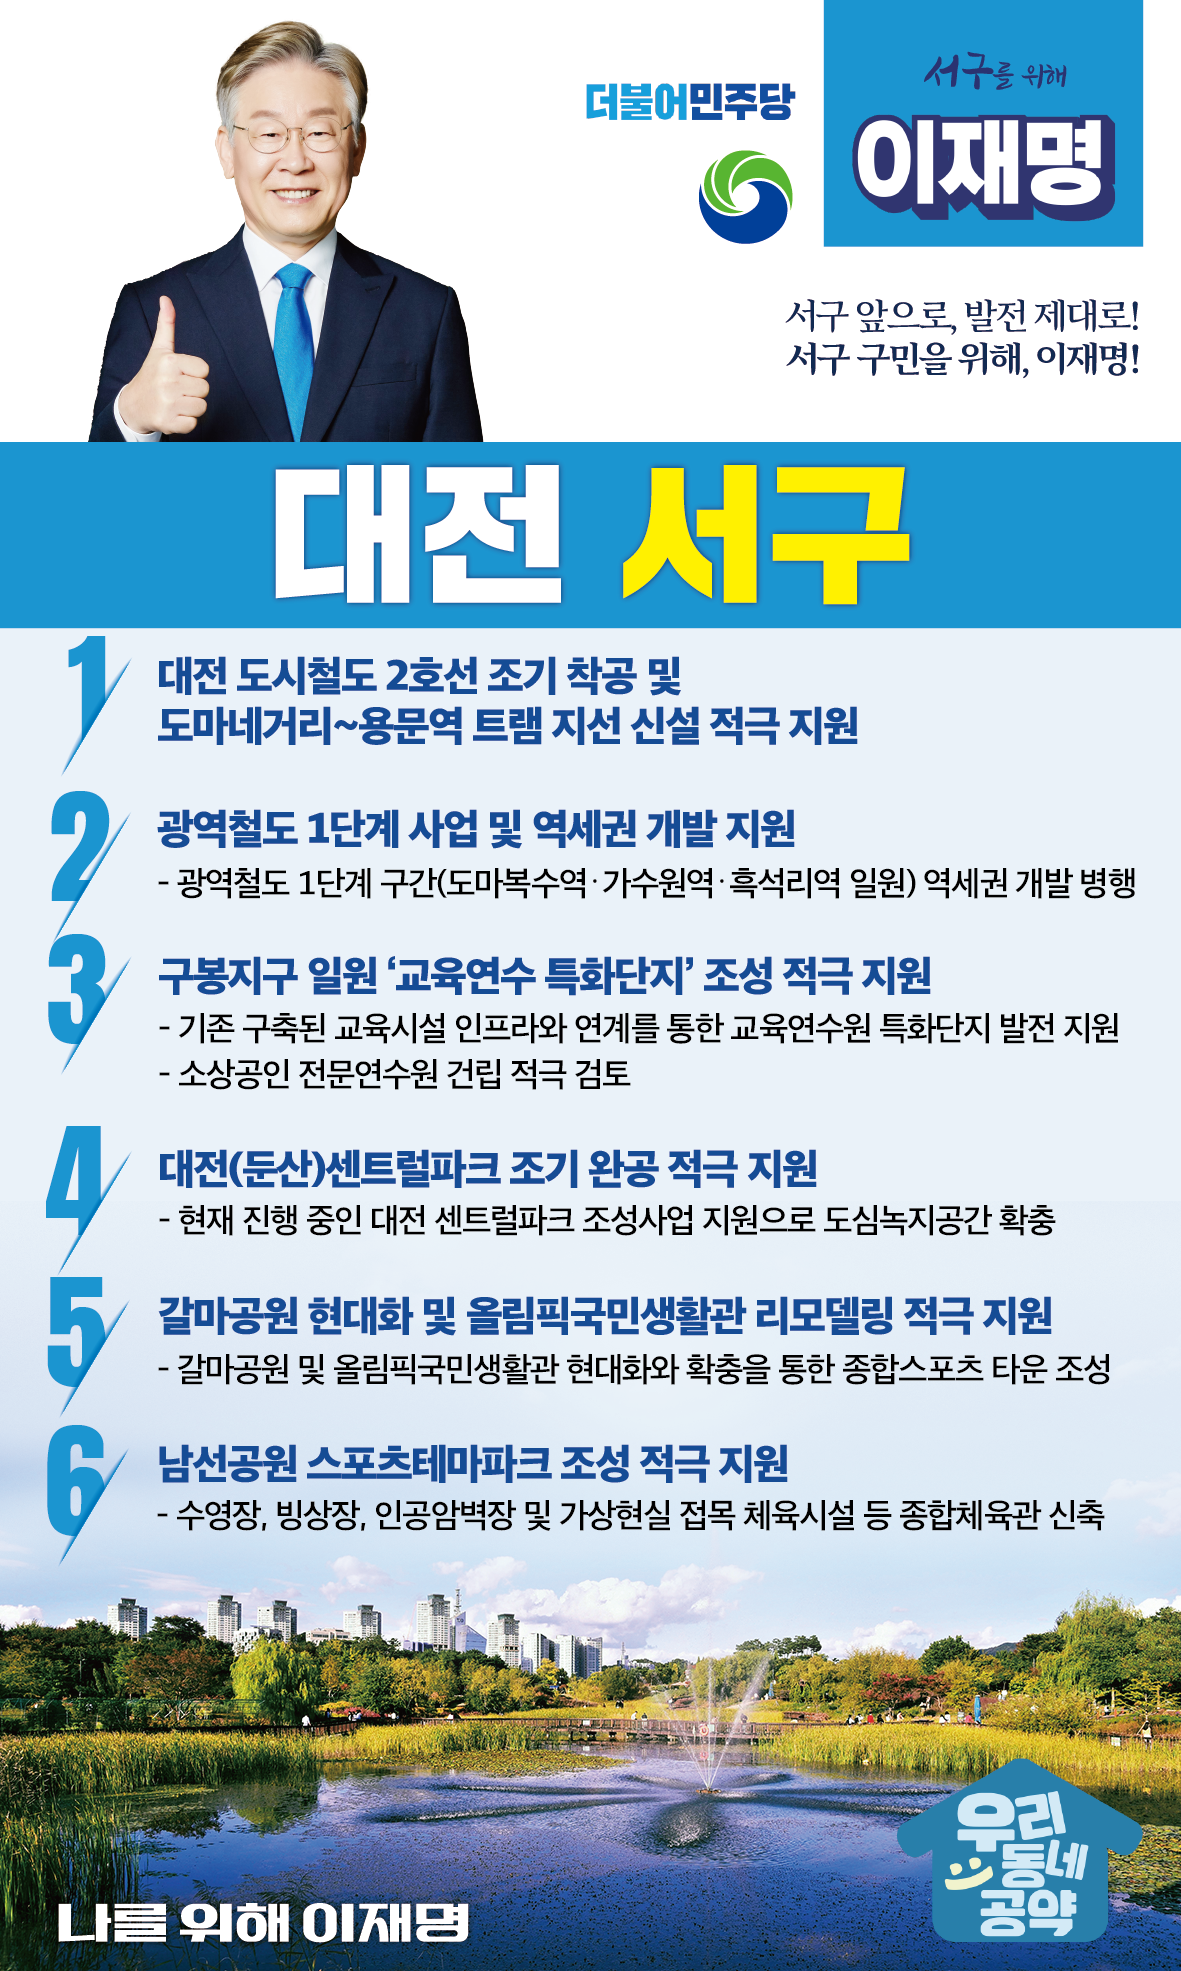 더불어민주당
서구를 위해
이재명
서구 앞으로, 발전 제대로!
서구 구민을 위해, 이재명!
대전 서구
1
대전 도시철도 2호선 조기 착공 및
도마네거리~용문역 트램 지선 신설 적극 지원
2
광역철도 1단계 사업 및 역세권 개발 지원
- 광역철도 1단계 구간(도마복수역·가수원역·흑석리역 일원) 역세권 개발 병행
3
구봉지구 일원 ‘교육연수 특화단지’ 조성 적극 지원
- 기존 구축된 교육시설 인프라와 연계를 통한 교육연수원 특화단지 발전 지원
- 소상공인 전문연수원 건립 적극 검토
4
대전(둔산)센트럴파크 조기 완공 적극 지원
- 현재 진행 중인 대전 센트럴파크 조성사업 지원으로 도심녹지공간 확충
5
갈마공원 현대화 및 올림픽국민생활관 리모델링 적극 지원
- 갈마공원 및 올림픽국민생활관 현대화와 확충을 통한 종합스포츠 타운 조성
6
남선공원 스포츠테마파크 조성 적극 지원
- 수영장, 빙상장, 인공암벽장 및 가상현실 접목 체육시설 등 종합체육관 신축
우리
동네
공약
나를 위해 이재명